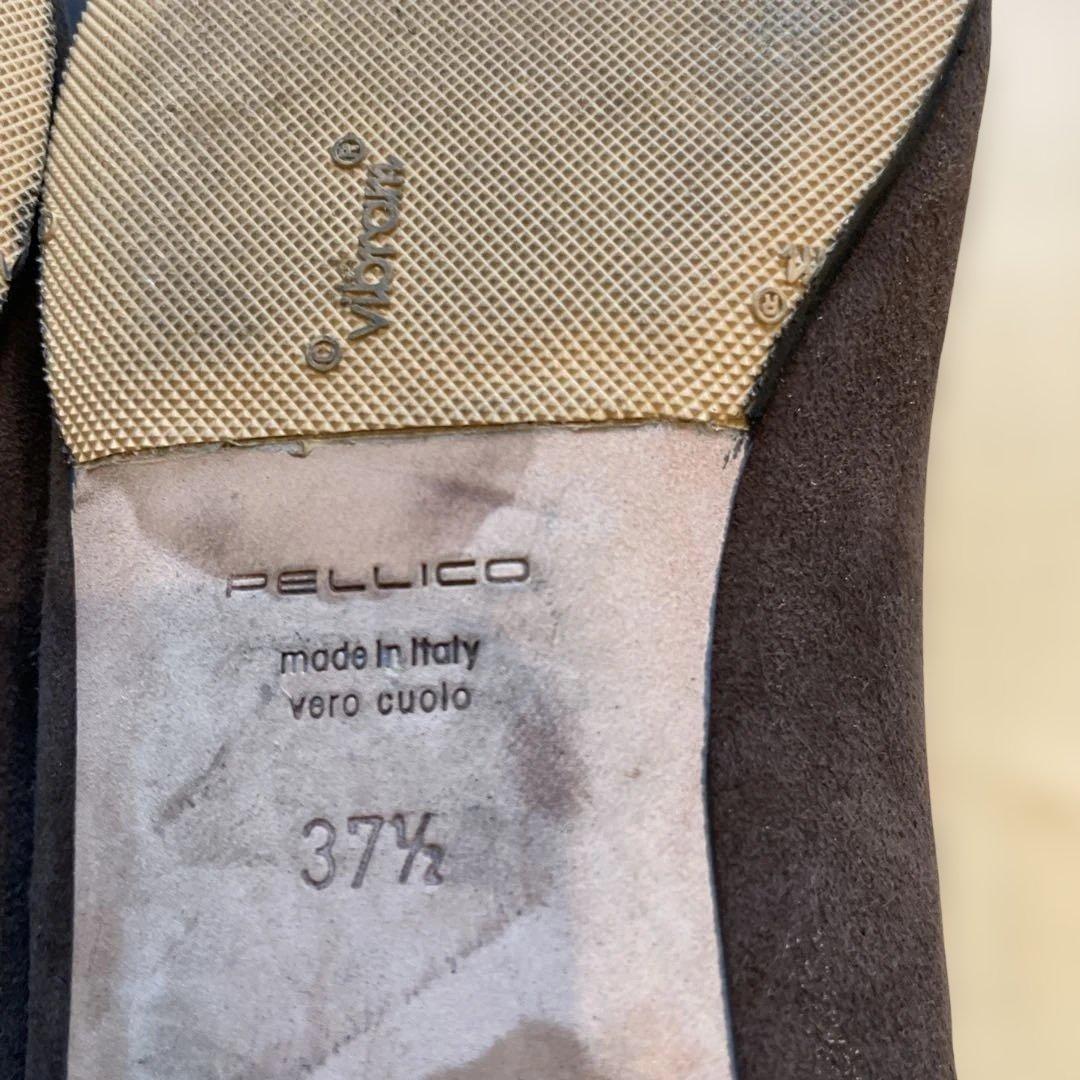 © vibram ®
PELLICO
made in Italy
vero cuoio
37½